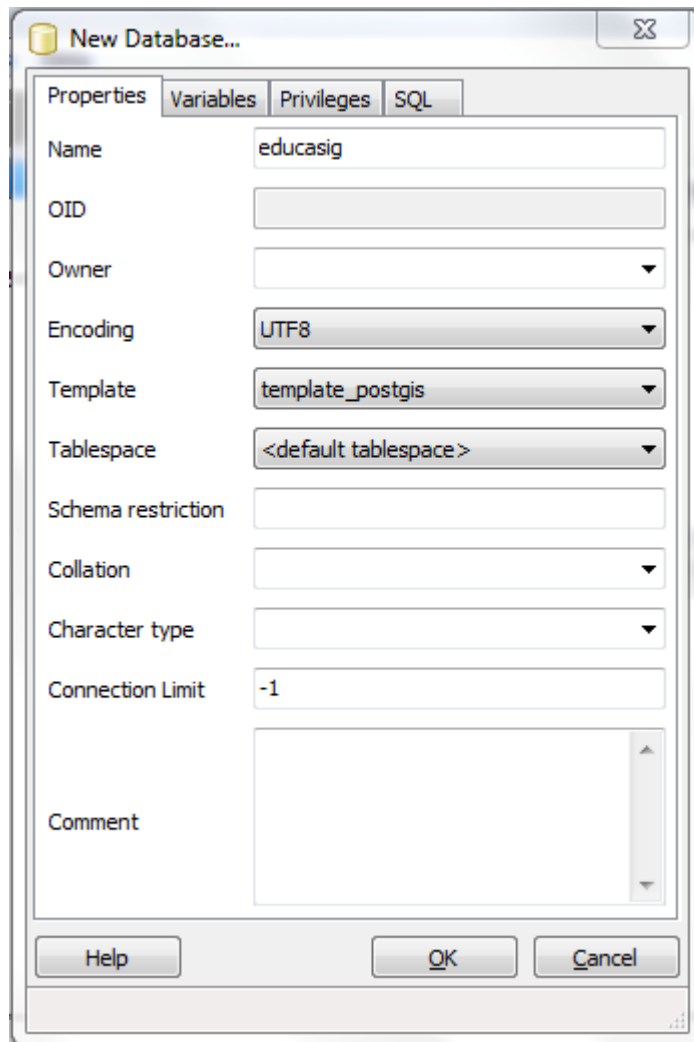 New Database...
Properties Variables Privileges SQL
Name educasig
OID
Owner
Encoding UTF8
Template template_postgis
Tablespace <default tablespace>
Schema restriction
Collation
Character type
Connection Limit -1
Comment
Help OK Cancel